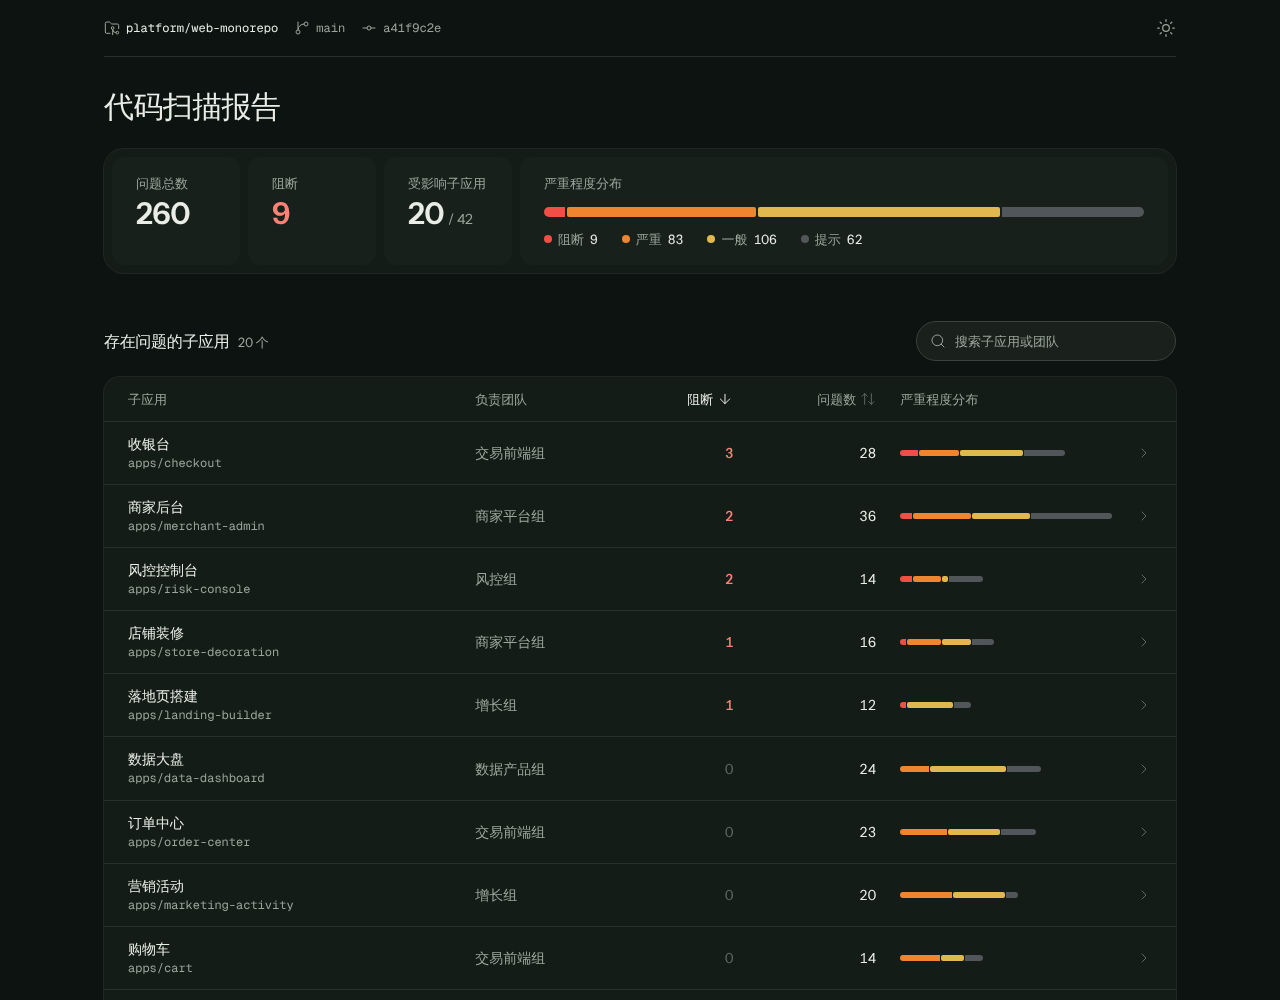 platform/web-monorepo main a41f9c2e
代码扫描报告
问题总数 阻断 受影响子应用 严重程度分布
260 9 20 / 42
阻断 9 严重 83 一般 106 提示 62
存在问题的子应用 20 个 搜索子应用或团队
子应用 负责团队 阻断 问题数 严重程度分布
收银台
apps/checkout
交易前端组 3 28
商家后台
apps/merchant-admin
商家平台组 2 36
风控控制台
apps/risk-console
风控组 2 14
店铺装修
apps/store-decoration
商家平台组 1 16
落地页搭建
apps/landing-builder
增长组 1 12
数据大盘
apps/data-dashboard
数据产品组 0 24
订单中心
apps/order-center
交易前端组 0 23
营销活动
apps/marketing-activity
增长组 0 20
购物车
apps/cart
交易前端组 0 14